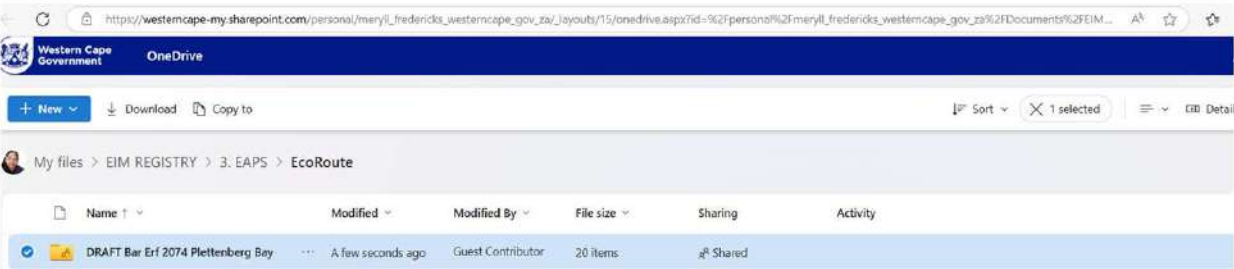 https://westerncape-my.sharepoint.com/personal/meryll_fredericks_westerncape_gov_za/_layouts/15/onedrive.aspx?id=%2Fpersonal%2Fmeryll_fredericks_westerncape_gov_za%2FDocuments%2FEIM...
Western Cape
Government
OneDrive
+ New Download Copy to Sort 1 selected Detail
My files > EIM REGISTRY > 3. EAPS > EcoRoute
Name ↑ Modified Modified By File size Sharing Activity
DRAFT Bar Erf 2074 Plettenberg Bay ... A few seconds ago Guest Contributor 20 items Shared